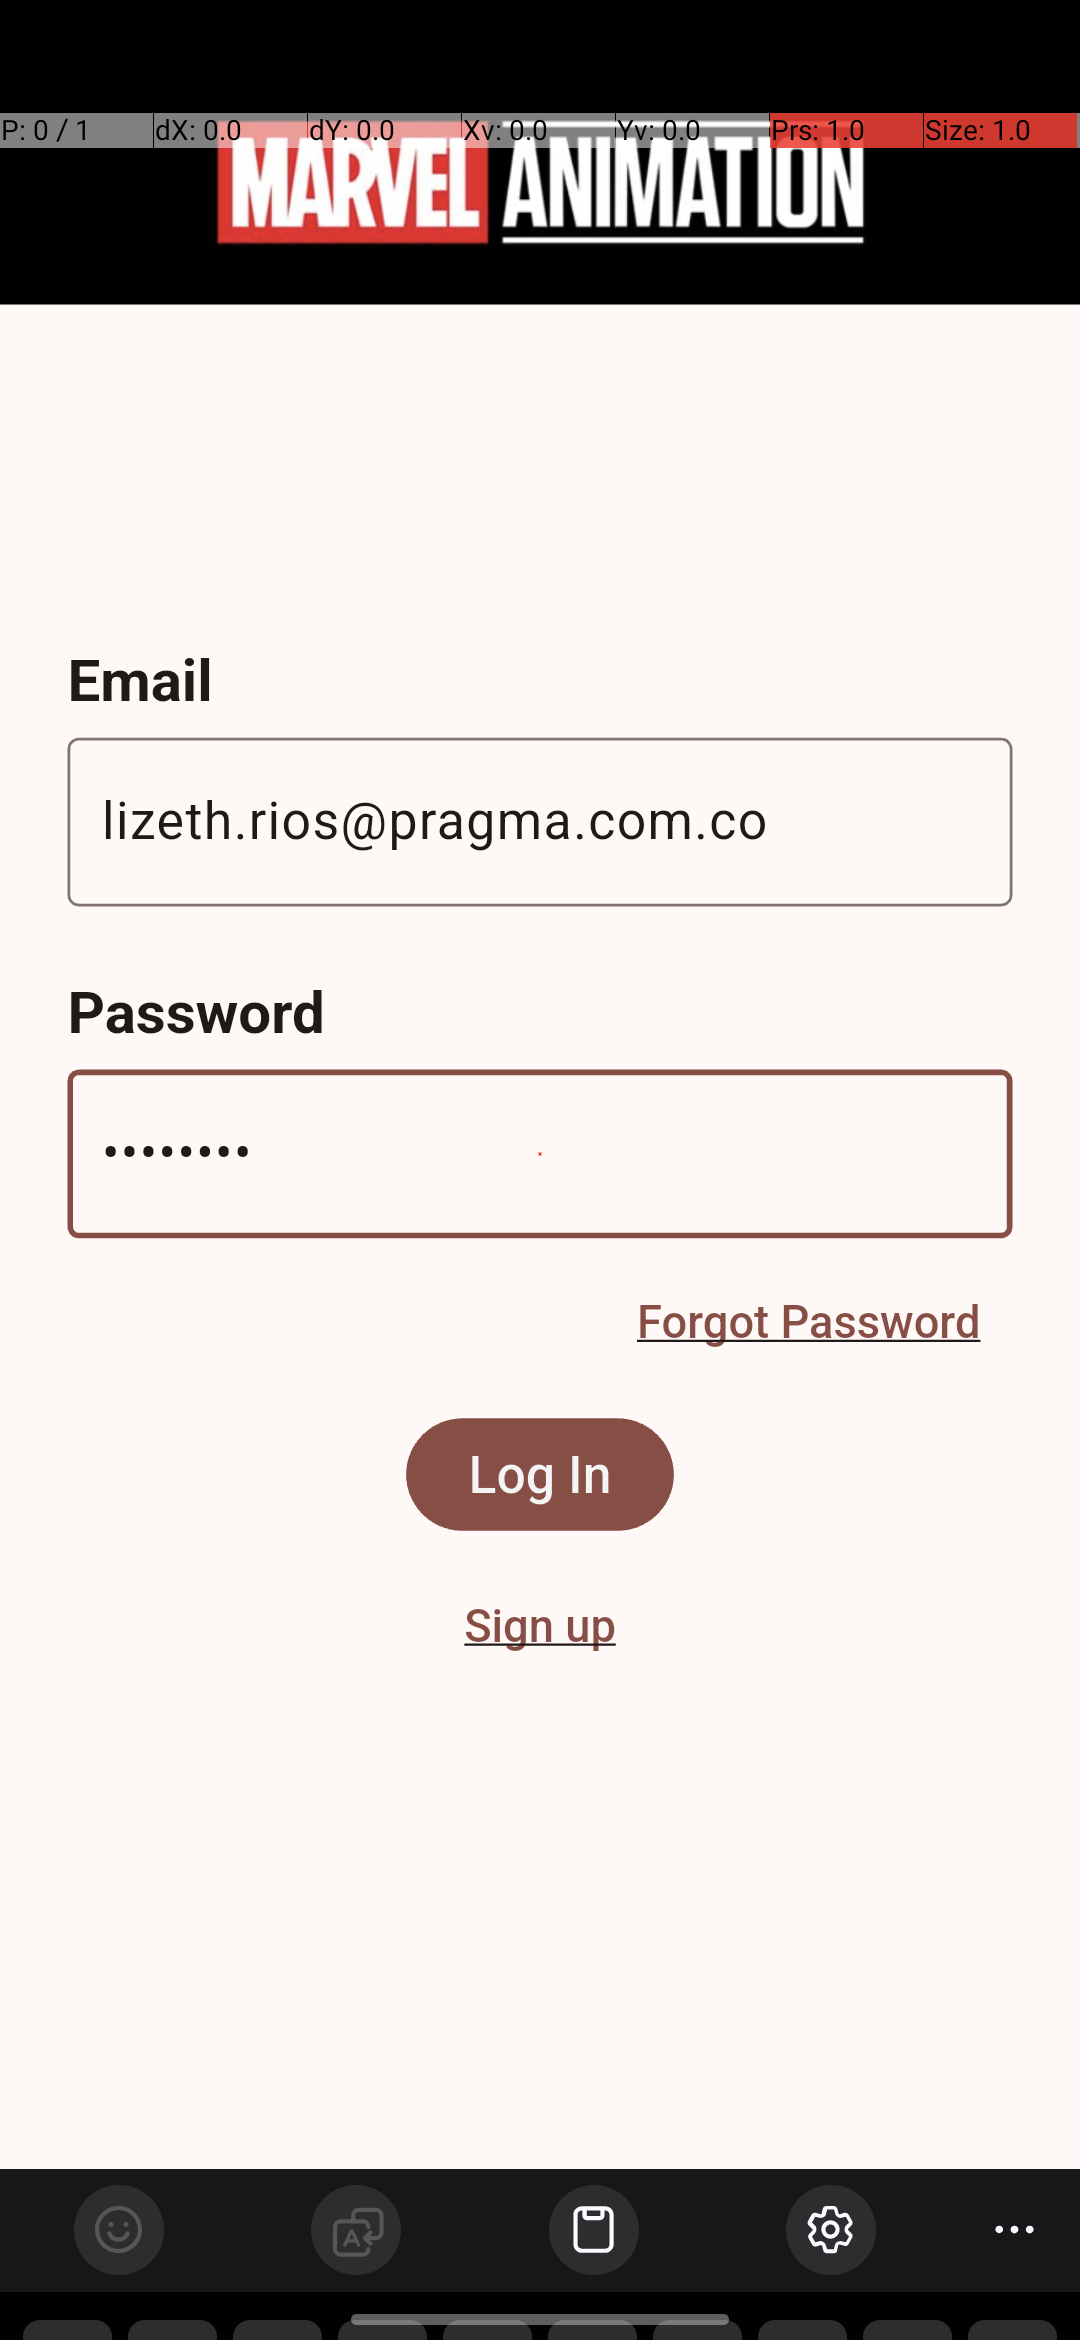 P: 0 / 1 dX: 0.0 dY: 0.0 Xv: 0.0 Yv: 0.0 Prs: 1.0 Size: 1.0
MARVEL ANIMATION
Email
lizeth.rios@pragma.com.co
Password
••••••••
Forgot Password
Log In
Sign up